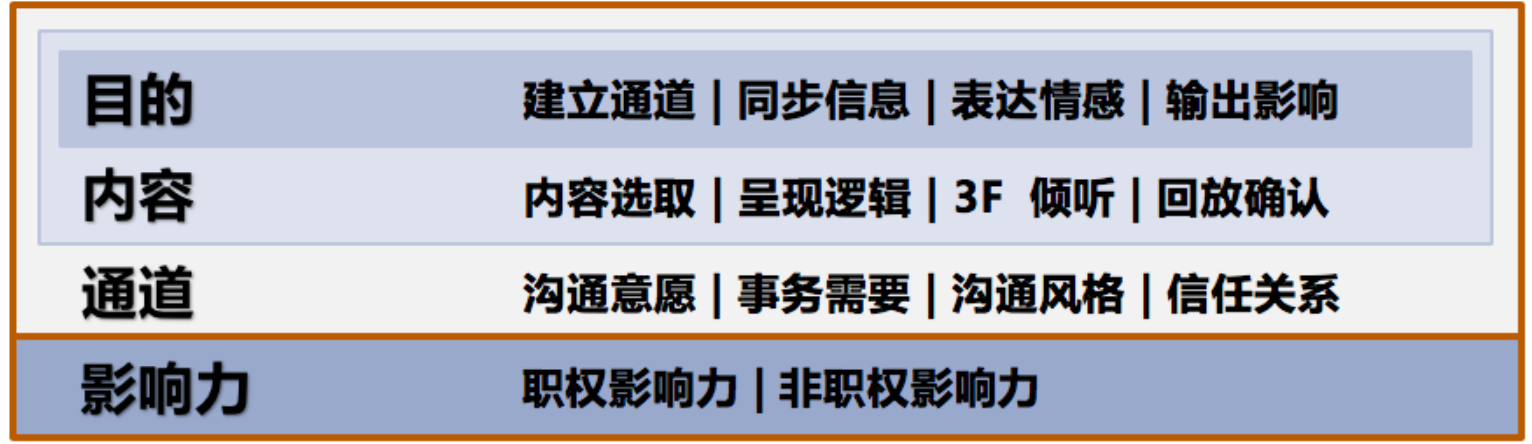 目的 建立通道 | 同步信息 | 表达情感 | 输出影响
内容 内容选取 | 呈现逻辑 | 3F 倾听 | 回放确认
通道 沟通意愿 | 事务需要 | 沟通风格 | 信任关系
影响力 职权影响力 | 非职权影响力